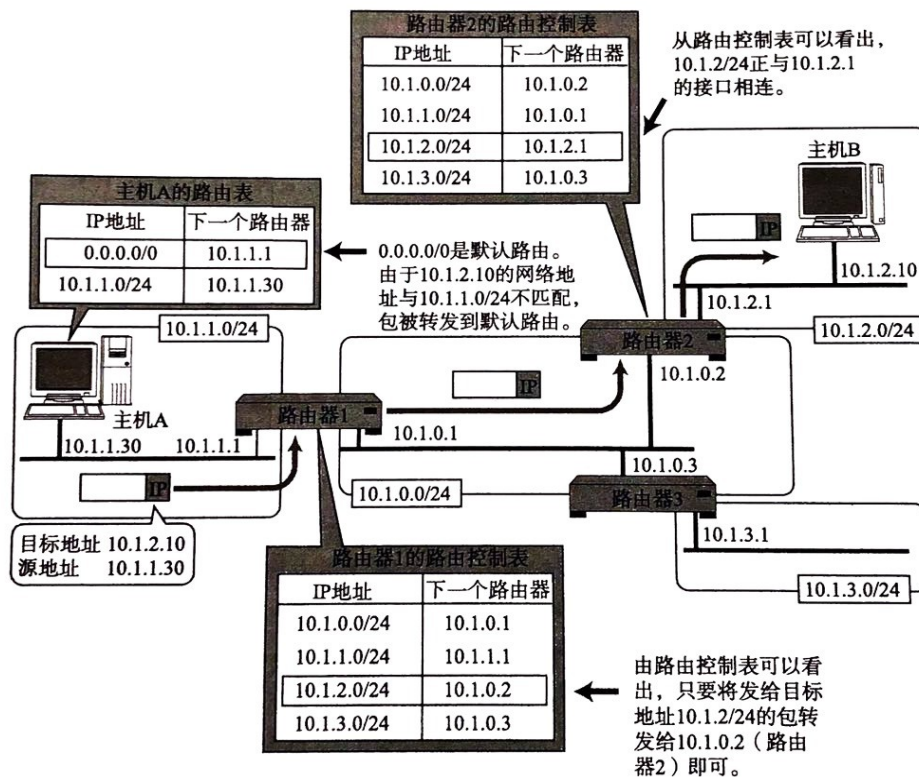 路由器2的路由控制表
IP地址 下一个路由器
10.1.0.0/24 10.1.0.2
10.1.1.0/24 10.1.0.1
10.1.2.0/24 10.1.2.1
10.1.3.0/24 10.1.0.3
从路由控制表可以看出,
10.1.2/24正与10.1.2.1
的接口相连。
主机A的路由表
IP地址 下一个路由器
0.0.0.0/0 10.1.1.1
10.1.1.0/24 10.1.1.30
0.0.0.0/0是默认路由。
由于10.1.2.10的网络地
址与10.1.1.0/24不匹配,
包被转发到默认路由。
主机B
IP
10.1.2.10
10.1.2.1
10.1.2.0/24
10.1.1.0/24
路由器2
10.1.0.2
IP
主机A
路由器1
10.1.1.30 10.1.1.1
10.1.0.1
10.1.0.3
IP
10.1.0.0/24
路由器3
目标地址 10.1.2.10
源地址 10.1.1.30
10.1.3.1
10.1.3.0/24
路由器1的路由控制表
IP地址 下一个路由器
10.1.0.0/24 10.1.0.1
10.1.1.0/24 10.1.1.1
10.1.2.0/24 10.1.0.2
10.1.3.0/24 10.1.0.3
由路由控制表可以看
出,只要将发给目标
地址10.1.2/24的包转
发给10.1.0.2(路由
器2)即可。